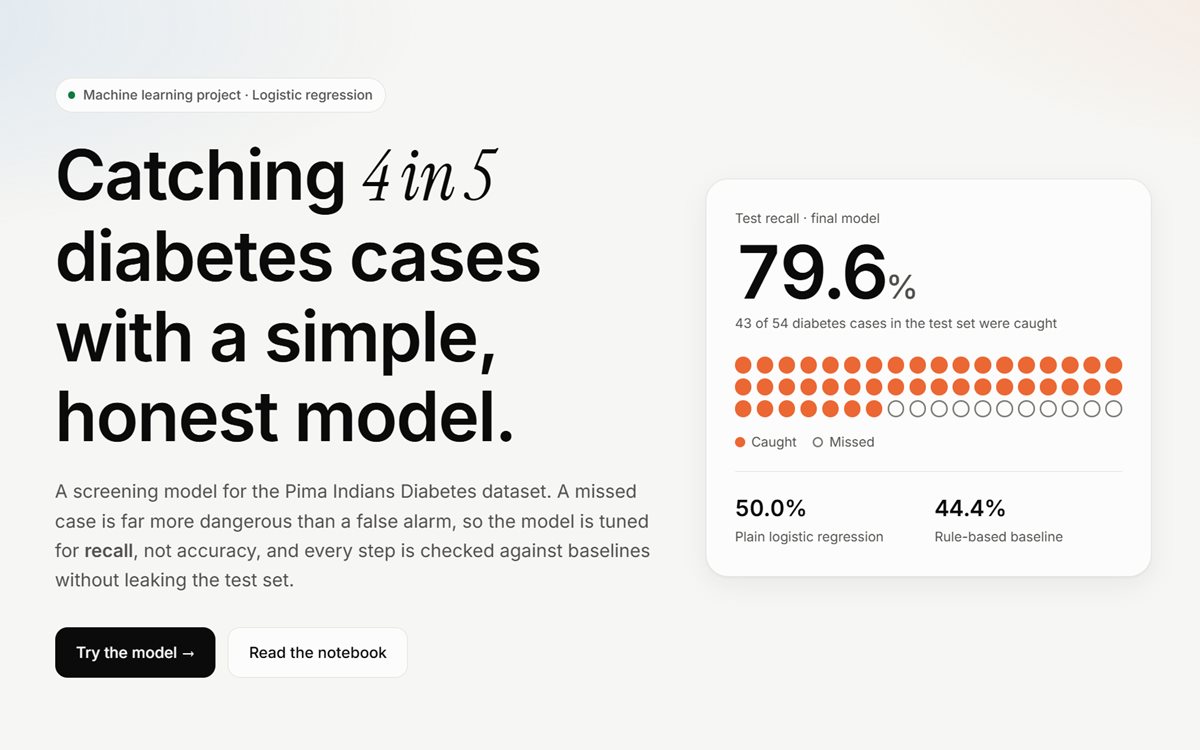 Machine learning project · Logistic regression
Catching 4 in 5
diabetes cases
with a simple,
honest model.
A screening model for the Pima Indians Diabetes dataset. A missed
case is far more dangerous than a false alarm, so the model is tuned
for recall, not accuracy, and every step is checked against baselines
without leaking the test set.
Try the model →
Read the notebook
Test recall · final model
79.6%
43 of 54 diabetes cases in the test set were caught
Caught
Missed
50.0%
Plain logistic regression
44.4%
Rule-based baseline